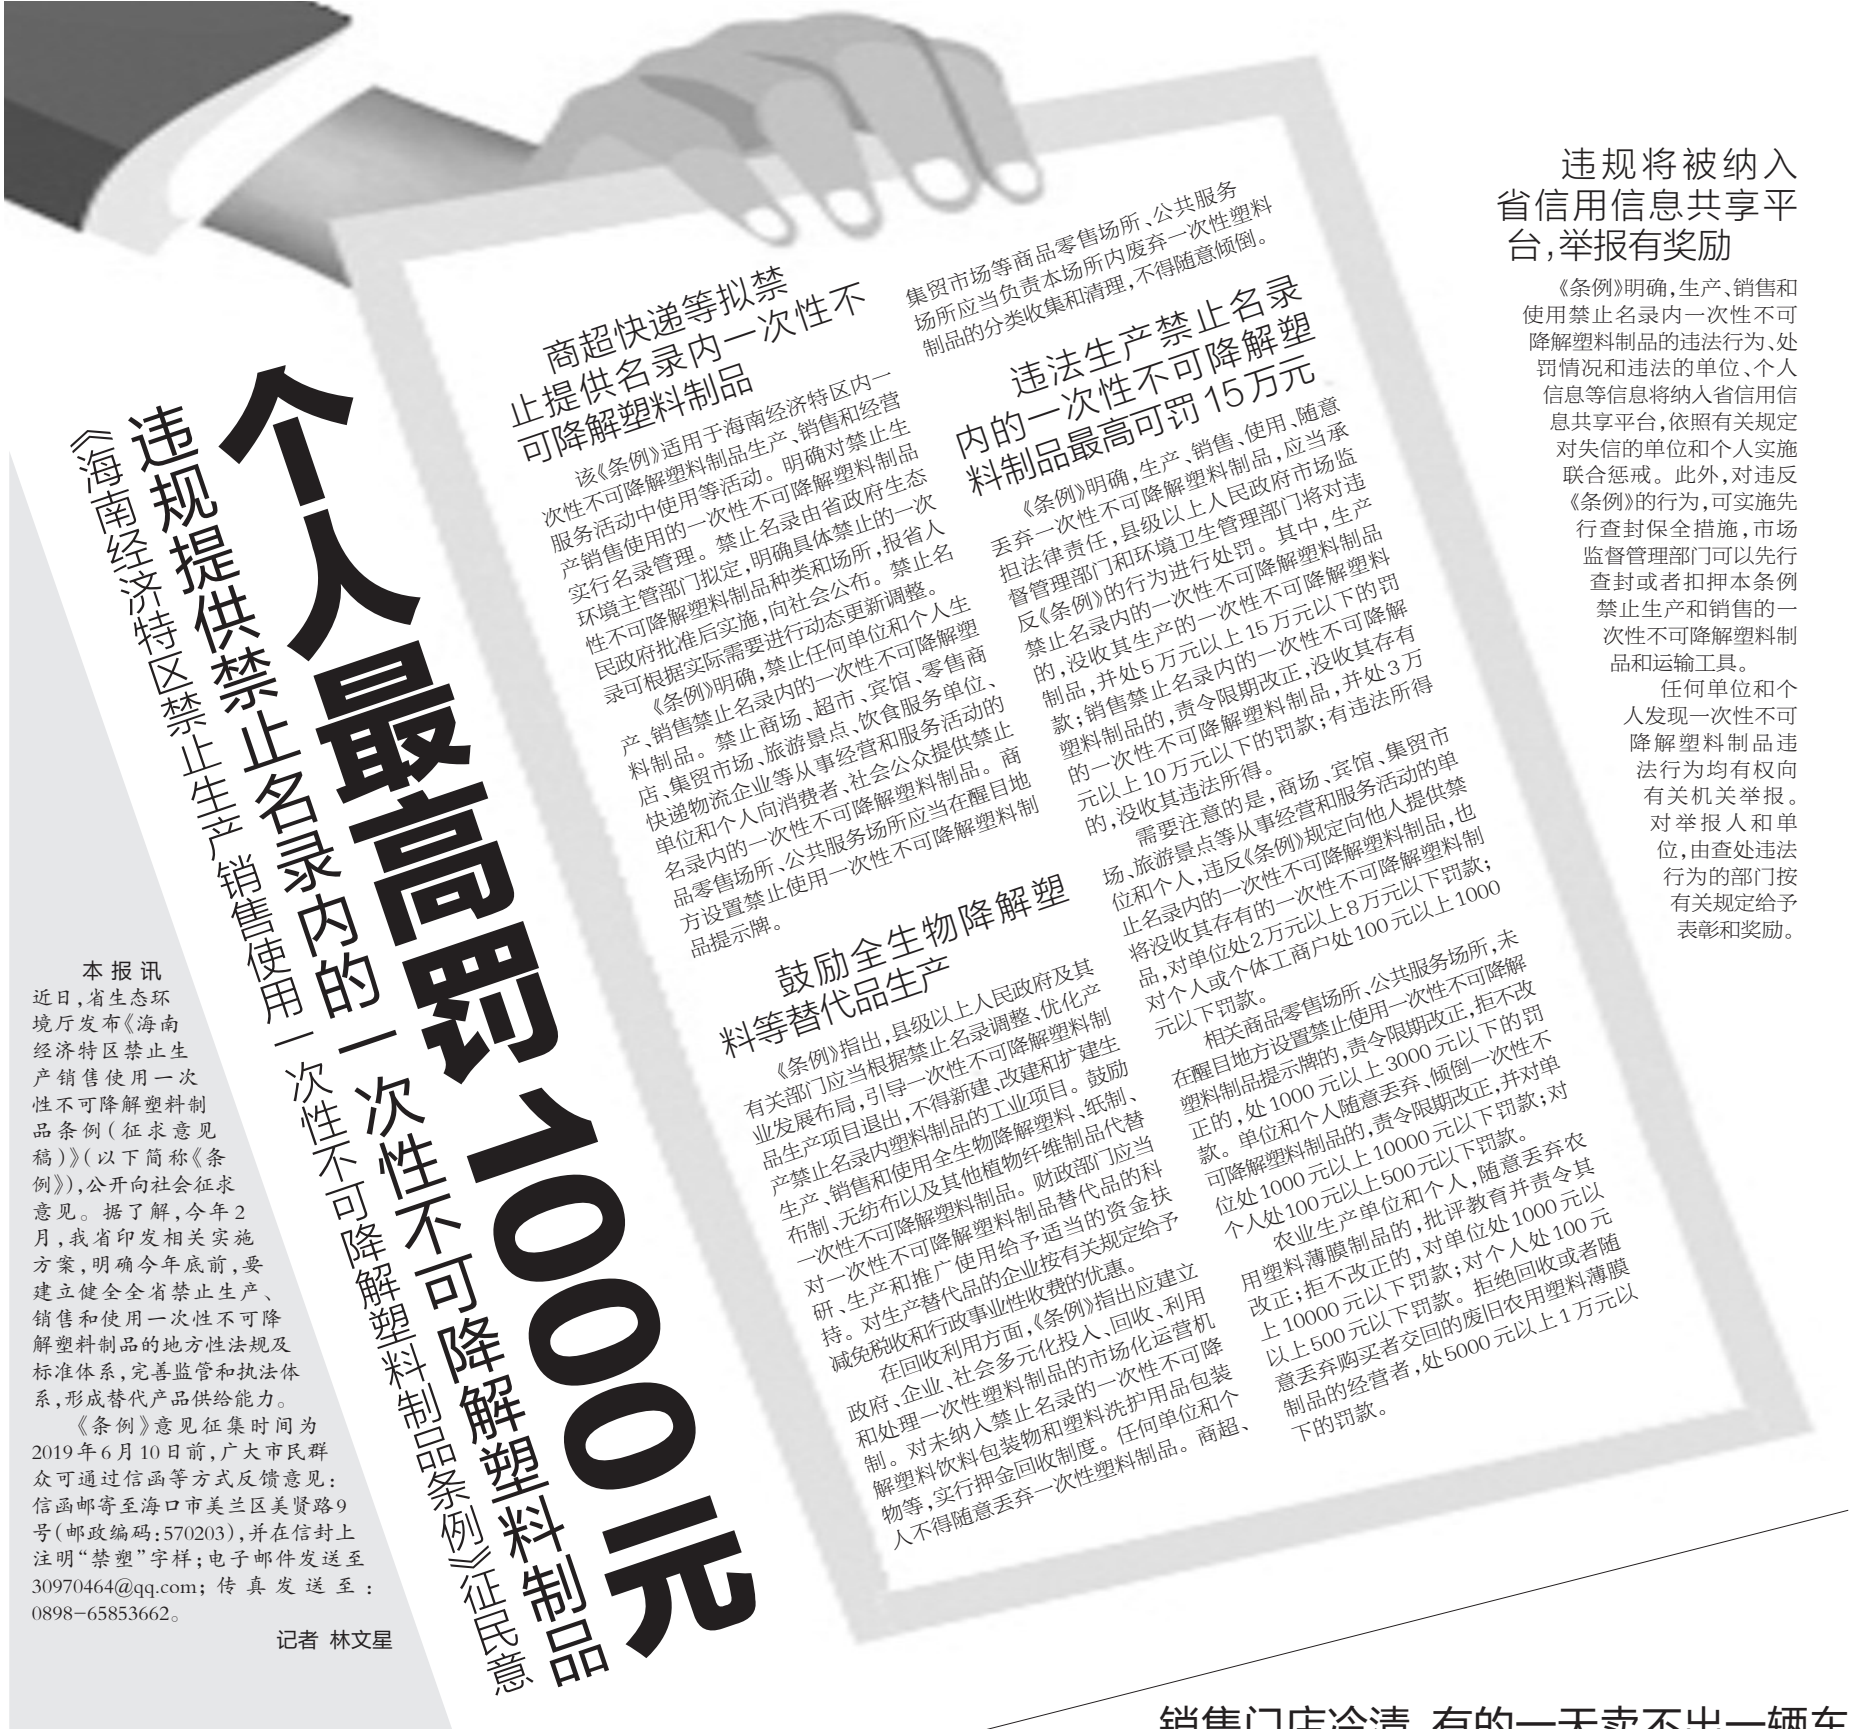 《海南经济特区禁止生产 销售使用一次性不可降解塑料制品条例》征民意
违规提供禁止名录内的一次性不可降解塑料制品
个人最高罚1000元
本报讯
近日，省生态环
境厅发布《海南
经济特区禁止生
产销售使用一次
性不可降解塑料制
品条例（征求意见
稿）》（以下简称《条
例》），公开向社会征求
意见。据了解，今年2
月，我省印发相关实施
方案，明确今年底前，要
建立健全全省禁止生产、
销售和使用一次性不可降
解塑料制品的地方性法规及
标准体系，完善监管和执法体
系，形成替代产品供给能力。
《条例》意见征集时间为
2019年6月10日前，广大市民群
众可通过信函等方式反馈意见：
信函邮寄至海口市美兰区美贤路9
号（邮政编码：570203），并在信封上
注明“禁塑”字样；电子邮件发送至
30970464@qq.com；传真发送至：
0898-65853662。
记者 林文星
商超快递等拟禁
止提供名录内一次性不
可降解塑料制品
该《条例》适用于海南经济特区内一
次性不可降解塑料制品生产、销售和经营
服务活动中使用等活动。明确对禁止生
产销售使用的一次性不可降解塑料制品
实行名录管理。禁止名录由省政府生态
环境主管部门拟定，明确具体禁止的一次
性不可降解塑料制品种类和场所，报省人
民政府批准后实施，向社会公布。禁止名
录可根据实际需要进行动态更新调整。
《条例》明确，禁止任何单位和个人生
产、销售禁止名录内的一次性不可降解塑
料制品。禁止商场、超市、宾馆、零售商
店、集贸市场、旅游景点、饮食服务单位、
快递物流企业等从事经营和服务活动的
单位和个人向消费者、社会公众提供禁止
名录内的一次性不可降解塑料制品。商
品零售场所、公共服务场所应当在醒目地
方设置禁止使用一次性不可降解塑料制
品提示牌。
鼓励全生物降解塑
料等替代品生产
《条例》指出，县级以上人民政府及其
有关部门应当根据禁止名录调整、优化产
业发展布局，引导一次性不可降解塑料制
品生产项目退出，不得新建、改建和扩建生
产禁止名录内塑料制品的工业项目。鼓励
生产、销售和使用全生物降解塑料、纸制、
布制、无纺布以及其他植物纤维制品代替
一次性不可降解塑料制品。财政部门应当
对一次性不可降解塑料制品替代品的科
研、生产和推广使用给予适当的资金扶
持。对生产替代品的企业按有关规定给予
减免税收和行政事业性收费的优惠。
在回收利用方面，《条例》指出应建立
政府、企业、社会多元化投入、回收、利用
和处理一次性塑料制品的市场化运营机
制。对未纳入禁止名录的一次性不可降
解塑料饮料包装物和塑料洗护用品包装
物等，实行押金回收制度。任何单位和个
人不得随意丢弃一次性塑料制品。商超、
集贸市场等商品零售场所、公共服务
场所应当负责本场所内废弃一次性塑料
制品的分类收集和清理，不得随意倾倒。
违法生产禁止名录
内的一次性不可降解塑
料制品最高可罚15万元
《条例》明确，生产、销售、使用、随意
丢弃一次性不可降解塑料制品，应当承
担法律责任，县级以上人民政府市场监
督管理部门和环境卫生管理部门将对违
反《条例》的行为进行处罚。其中，生产
禁止名录内的一次性不可降解塑料制品
的，没收其生产的一次性不可降解塑料
制品，并处5万元以上15万元以下的罚
款；销售禁止名录内的一次性不可降解
塑料制品的，责令限期改正，没收其存有
的一次性不可降解塑料制品，并处3万
元以上10万元以下的罚款；有违法所得
的，没收其违法所得。
需要注意的是，商场、宾馆、集贸市
场、旅游景点等从事经营和服务活动的单
位和个人，违反《条例》规定向他人提供禁
止名录内的一次性不可降解塑料制品，也
将没收其存有的一次性不可降解塑料制
品，对单位处2万元以上8万元以下罚款；
对个人或个体工商户处100元以上1000
元以下罚款。
相关商品零售场所、公共服务场所，未
在醒目地方设置禁止使用一次性不可降解
塑料制品提示牌的，责令限期改正，拒不改
正的，处1000元以上3000元以下的罚
款。单位和个人随意丢弃、倾倒一次性不
可降解塑料制品的，责令限期改正，并对单
位处1000元以上10000元以下罚款；对
个人处100元以上500元以下罚款。
农业生产单位和个人，随意丢弃农
用塑料薄膜制品的，批评教育并责令其
改正；拒不改正的，对单位处1000元以
上10000元以下罚款；对个人处100元
以上500元以下罚款。拒绝回收或者随
意丢弃购买者交回的废旧农用塑料薄膜
制品的经营者，处5000元以上1万元以
下的罚款。
违规将被纳入
省信用信息共享平
台，举报有奖励
《条例》明确，生产、销售和
使用禁止名录内一次性不可
降解塑料制品的违法行为、处
罚情况和违法的单位、个人
信息等信息将纳入省信用信
息共享平台，依照有关规定
对失信的单位和个人实施
联合惩戒。此外，对违反
《条例》的行为，可实施先
行查封保全措施，市场
监督管理部门可以先行
查封或者扣押本条例
禁止生产和销售的一
次性不可降解塑料制
品和运输工具。
任何单位和个
人发现一次性不可
降解塑料制品违
法行为均有权向
有关机关举报。
对举报人和单
位，由查处违法
行为的部门按
有关规定给予
表彰和奖励。
销售门店冷清 有的一天卖不出一辆车